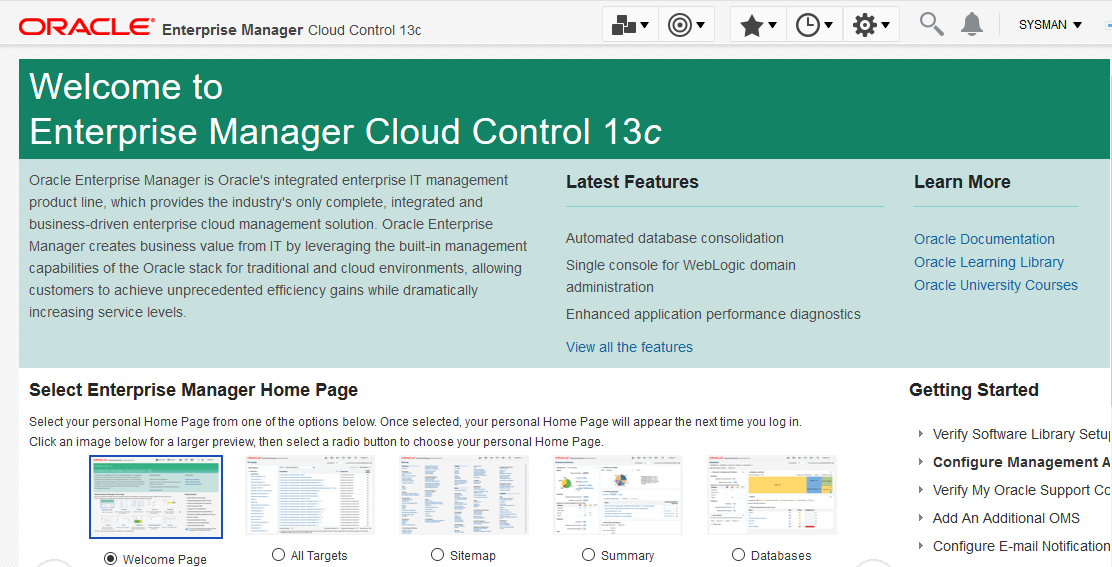 ORACLE Enterprise Manager Cloud Control 13c
SYSMAN
Welcome to
Enterprise Manager Cloud Control 13c
Oracle Enterprise Manager is Oracle's integrated enterprise IT management
product line, which provides the industry's only complete, integrated and
business-driven enterprise cloud management solution. Oracle Enterprise
Manager creates business value from IT by leveraging the built-in management
capabilities of the Oracle stack for traditional and cloud environments, allowing
customers to achieve unprecedented efficiency gains while dramatically
increasing service levels.
Latest Features
Automated database consolidation
Single console for WebLogic domain
administration
Enhanced application performance diagnostics
View all the features
Learn More
Oracle Documentation
Oracle Learning Library
Oracle University Courses
Select Enterprise Manager Home Page
Select your personal Home Page from one of the options below. Once selected, your personal Home Page will appear the next time you log in.
Click an image below for a larger preview, then select a radio button to choose your personal Home Page.
Welcome Page
All Targets
Sitemap
Summary
Databases
Getting Started
Verify Software Library Setup
Configure Management A
Verify My Oracle Support Co
Add An Additional OMS
Configure E-mail Notification